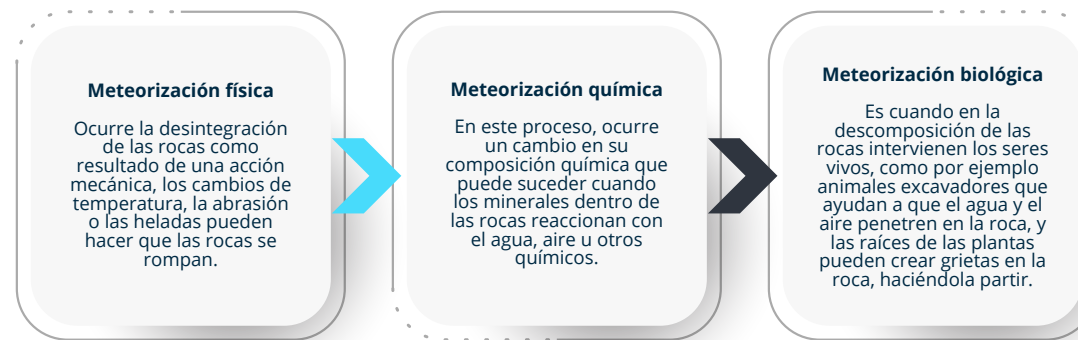 Meteorización física
Ocurre la desintegración
de las rocas como
resultado de una acción
mecánica, los cambios de
temperatura, la abrasión
o las heladas pueden
hacer que las rocas se
rompan.
Meteorización química
En este proceso, ocurre
un cambio en su
composición química que
puede suceder cuando
los minerales dentro de
las rocas reaccionan con
el agua, aire u otros
químicos.
Meteorización biológica
Es cuando en la
descomposición de las
rocas intervienen los seres
vivos, como por ejemplo
animales excavadores que
ayudan a que el agua y el
aire penetren en la roca, y
las raíces de las plantas
pueden crear grietas en la
roca, haciéndola partir.